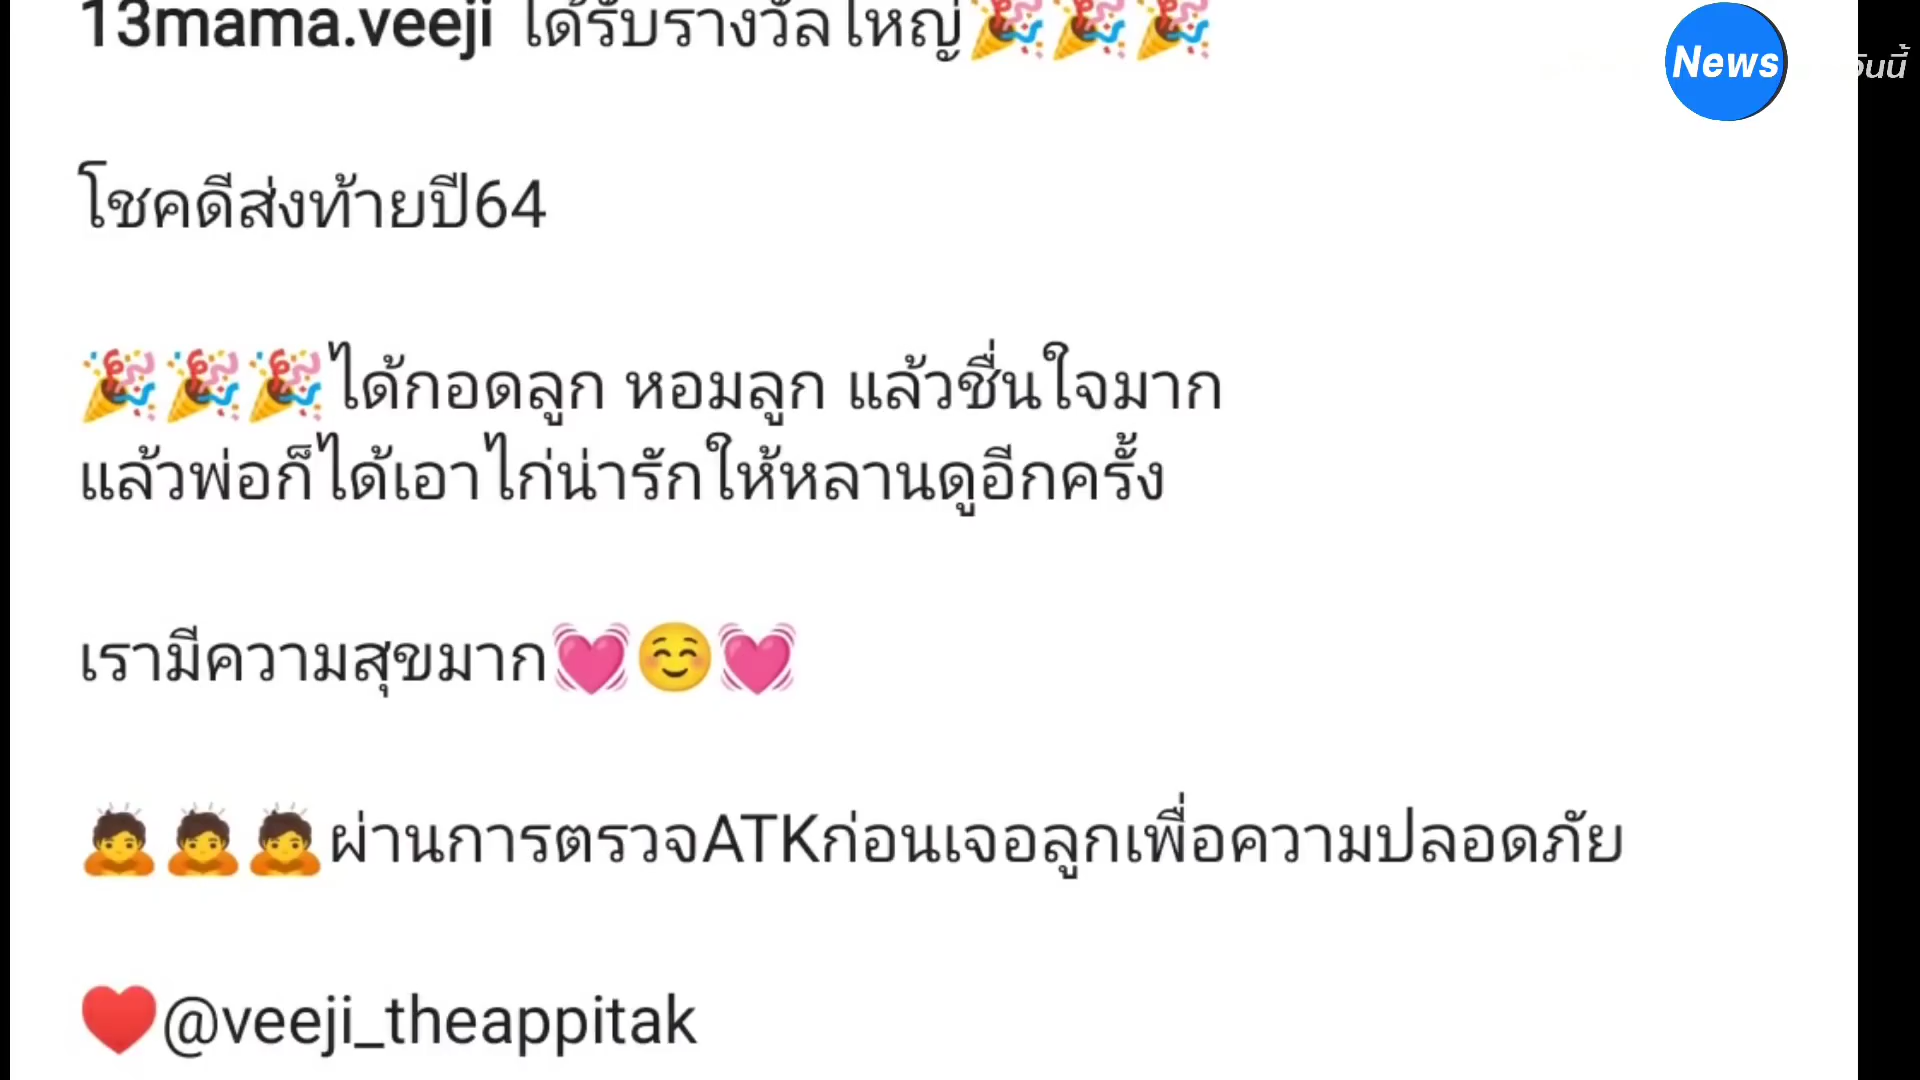 13mama.veeji ได้รับรางวัลใหญ่🎉🎉🎉
News
วันนี้
โชคดีส่งท้ายปี64
🎉🎉🎉ได้กอดลูก หอมลูก แล้วชื่นใจมาก
แล้วพ่อก็ได้เอาไก่น่ารักให้หลานดูอีกครั้ง
เรามีความสุขมาก💓☺️💓
🙇🙇🙇ผ่านการตรวจATKก่อนเจอลูกเพื่อความปลอดภัย
♥️@veeji_theappitak